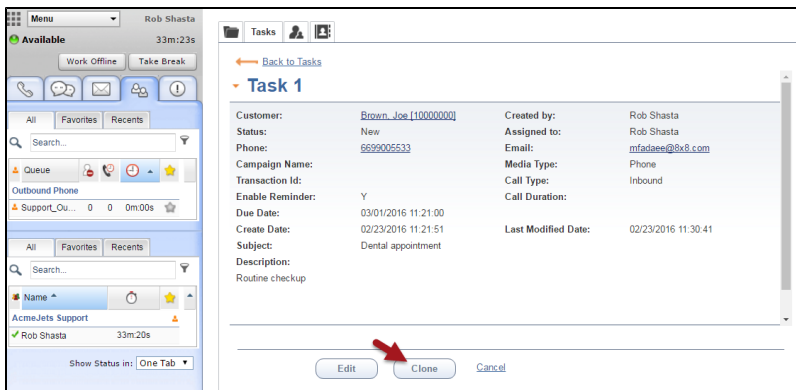 Menu Rob Shasta
Available 33m:23s
Work Offline Take Break
All Favorites Recents
Search...
Queue
Outbound Phone
Support_Ou... 0 0 0m:00s
All Favorites Recents
Search...
Name
AcmeJets Support
Rob Shasta 33m:20s
Show Status in: One Tab
Tasks
Back to Tasks
Task 1
Customer: Brown, Joe [10000000] Created by: Rob Shasta
Status: New Assigned to: Rob Shasta
Phone: 6699005533 Email: mfadaee@8x8.com
Campaign Name: Media Type: Phone
Transaction Id: Call Type: Inbound
Enable Reminder: Y Call Duration:
Due Date: 03/01/2016 11:21:00
Create Date: 02/23/2016 11:21:51 Last Modified Date: 02/23/2016 11:30:41
Subject: Dental appointment
Description:
Routine checkup
Edit Clone Cancel